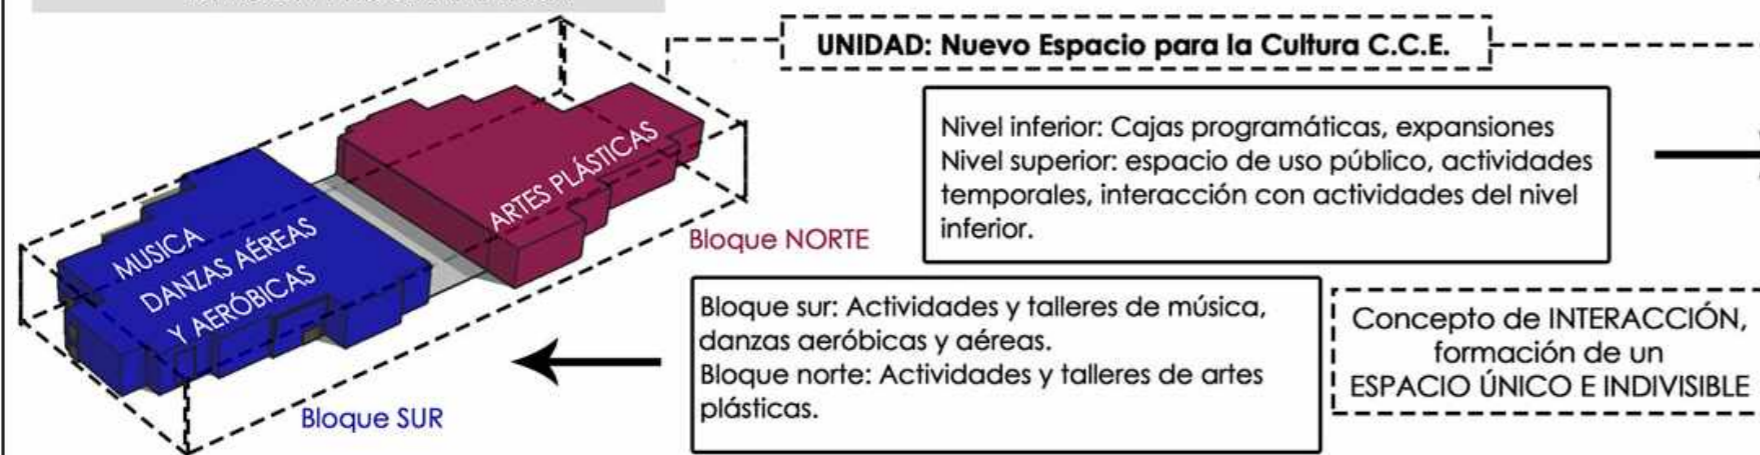 UNIDAD: Nuevo Espacio para la Cultura C.C.E.
Nivel inferior: Cajas programáticas, expansiones
Nivel superior: espacio de uso público, actividades
temporales, interacción con actividades del nivel
inferior.
ARTES PLÁSTICAS
MUSICA
DANZAS AÉREAS
Y AERÓBICAS
Bloque NORTE
Bloque SUR
Bloque sur: Actividades y talleres de música,
danzas aeróbicas y aéreas.
Bloque norte: Actividades y talleres de artes
plásticas.
Concepto de INTERACCIÓN,
formación de un
ESPACIO ÚNICO E INDIVISIBLE